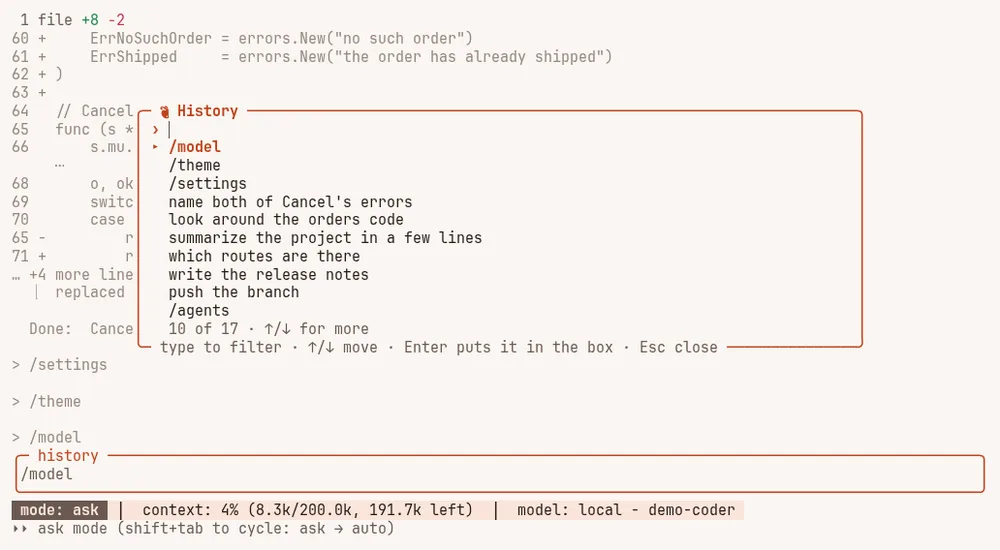 1 file +8 -2
60 +     ErrNoSuchOrder = errors.New("no such order")
61 +     ErrShipped     = errors.New("the order has already shipped")
62 + )
63 +
64   // Cancel
History
65   func (s *
❯
66       s.mu.
▸ /model
…
/theme
68       o, ok
/settings
69       switc
name both of Cancel's errors
70       case
look around the orders code
65 -         r
summarize the project in a few lines
71 +         r
which routes are there
… +4 more line
write the release notes
| replaced
push the branch
/agents
Done:  Cance
10 of 17 · ↑/↓ for more
type to filter · ↑/↓ move · Enter puts it in the box · Esc close
> /settings
> /theme
> /model
history
/model
mode: ask | context: 4% (8.3k/200.0k, 191.7k left) | model: local - demo-coder
▸▸ ask mode (shift+tab to cycle: ask → auto)